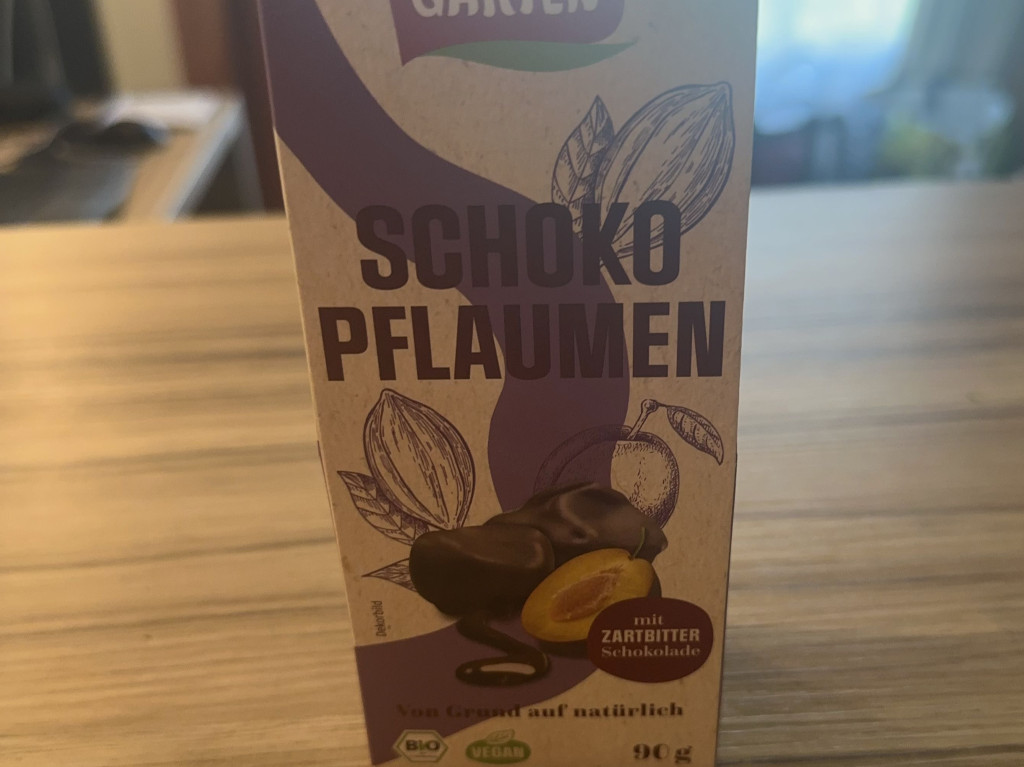 GARTEN
SCHOKO
PFLAUMEN
Dekorbild
mit
ZARTBITTER
Schokolade
Von Grund auf natürlich
BIO
VEGAN
90 g